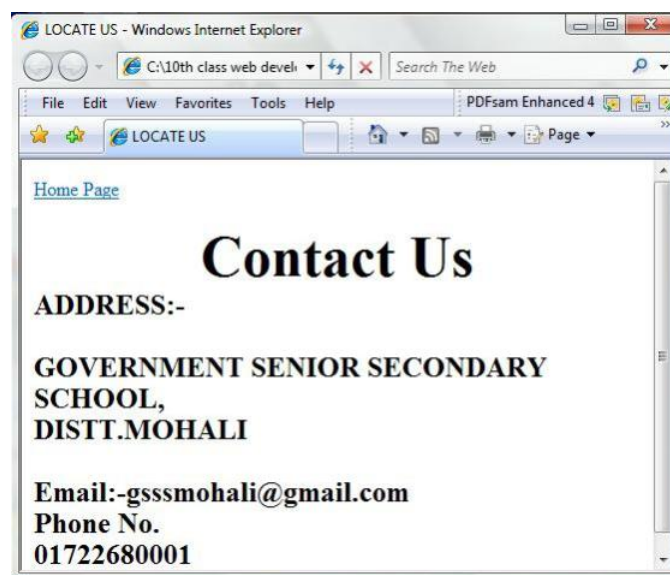 LOCATE US - Windows Internet Explorer
C:\10th class web develo
Search The Web
File Edit View Favorites Tools Help
PDFsam Enhanced 4
LOCATE US
Page
Home Page
Contact Us
ADDRESS:-
GOVERNMENT SENIOR SECONDARY
SCHOOL,
DISTT.MOHALI
Email:-gsssmohali@gmail.com
Phone No.
01722680001